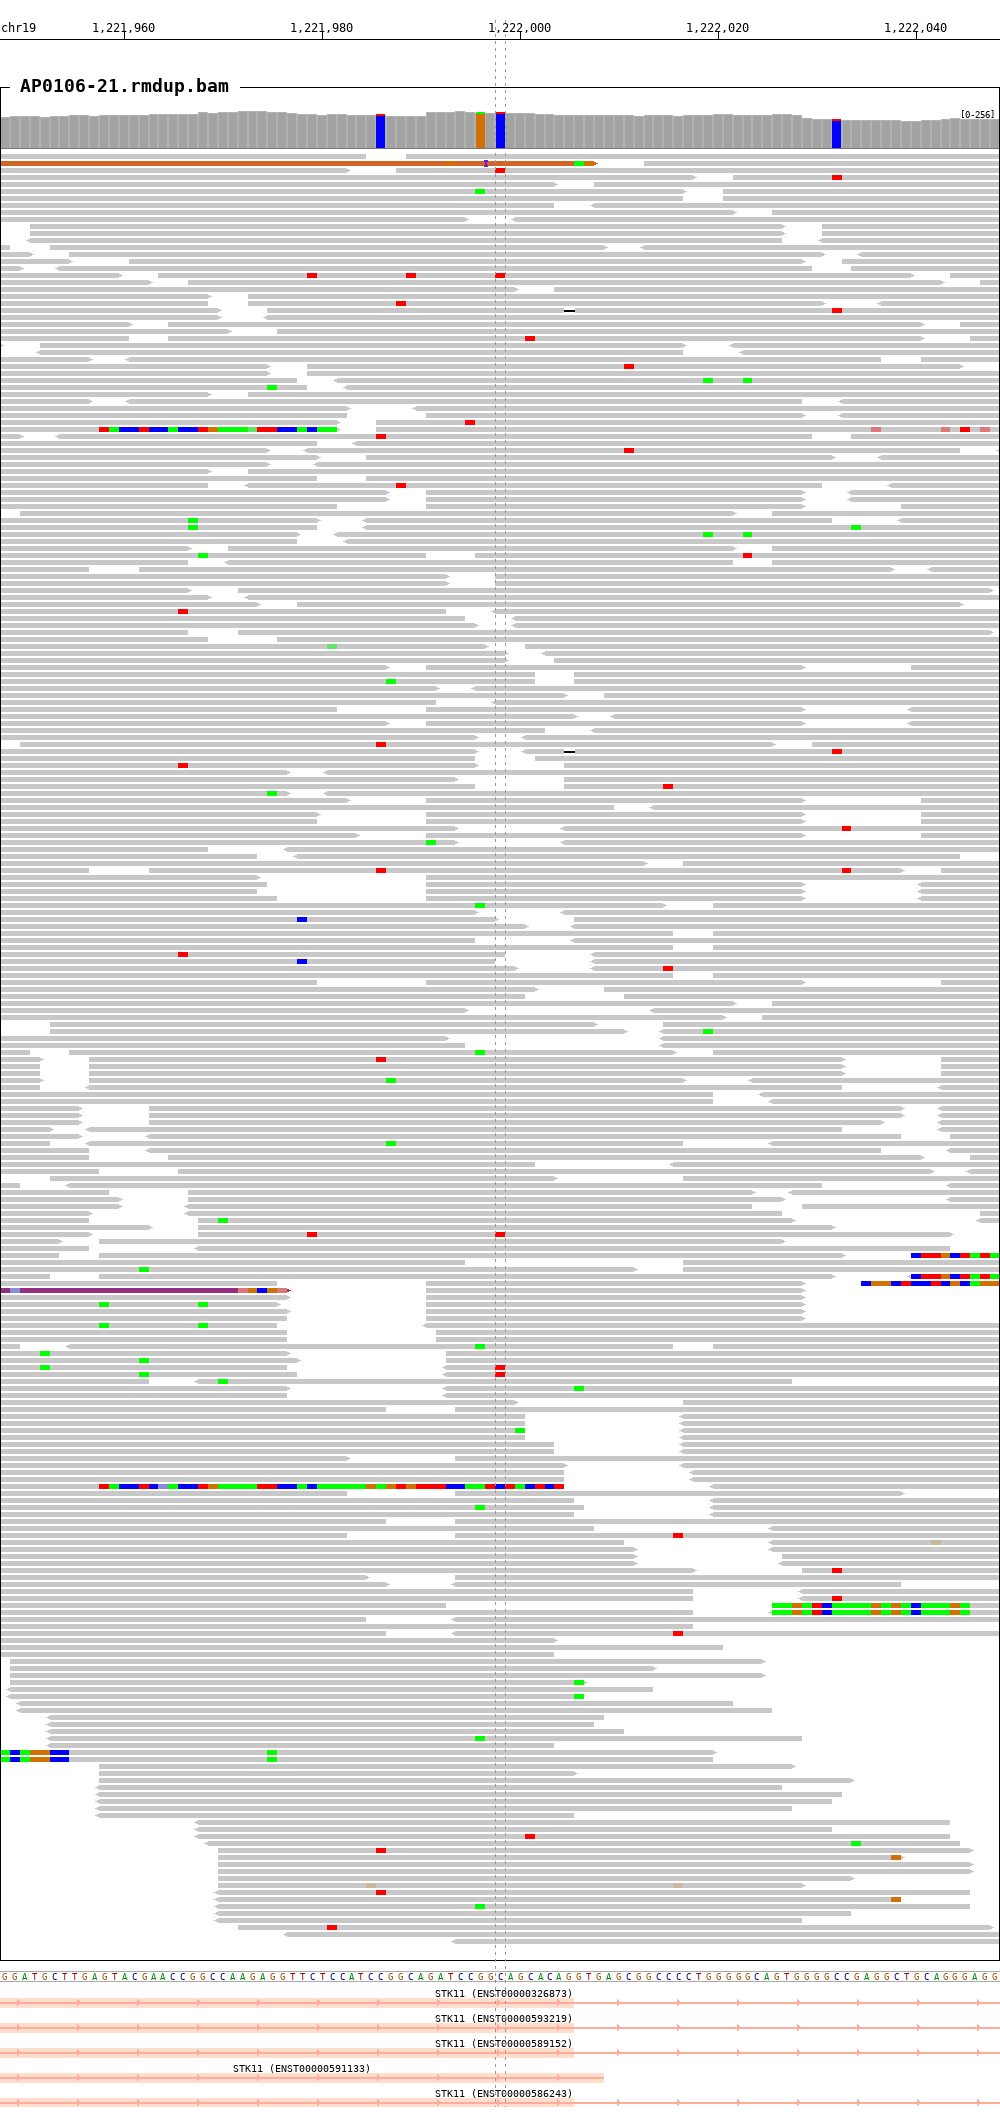 chr19 1,221,960 1,221,980 1,222,000 1,222,020 1,222,040
AP0106-21.rmdup.bam
[0-256]
G G A T G C T T G A G T A C G A A C C G G C C A A G A G G T T C T C C A T C C G G C A G A T C C G G C A G C A C A G G T G A G C G G C C C C T G G G G G C A G T G G G G C C G A G G C T G C A G G G A G G
STK11 (ENST00000326873)
STK11 (ENST00000593219)
STK11 (ENST00000589152)
STK11 (ENST00000591133)
STK11 (ENST00000586243)